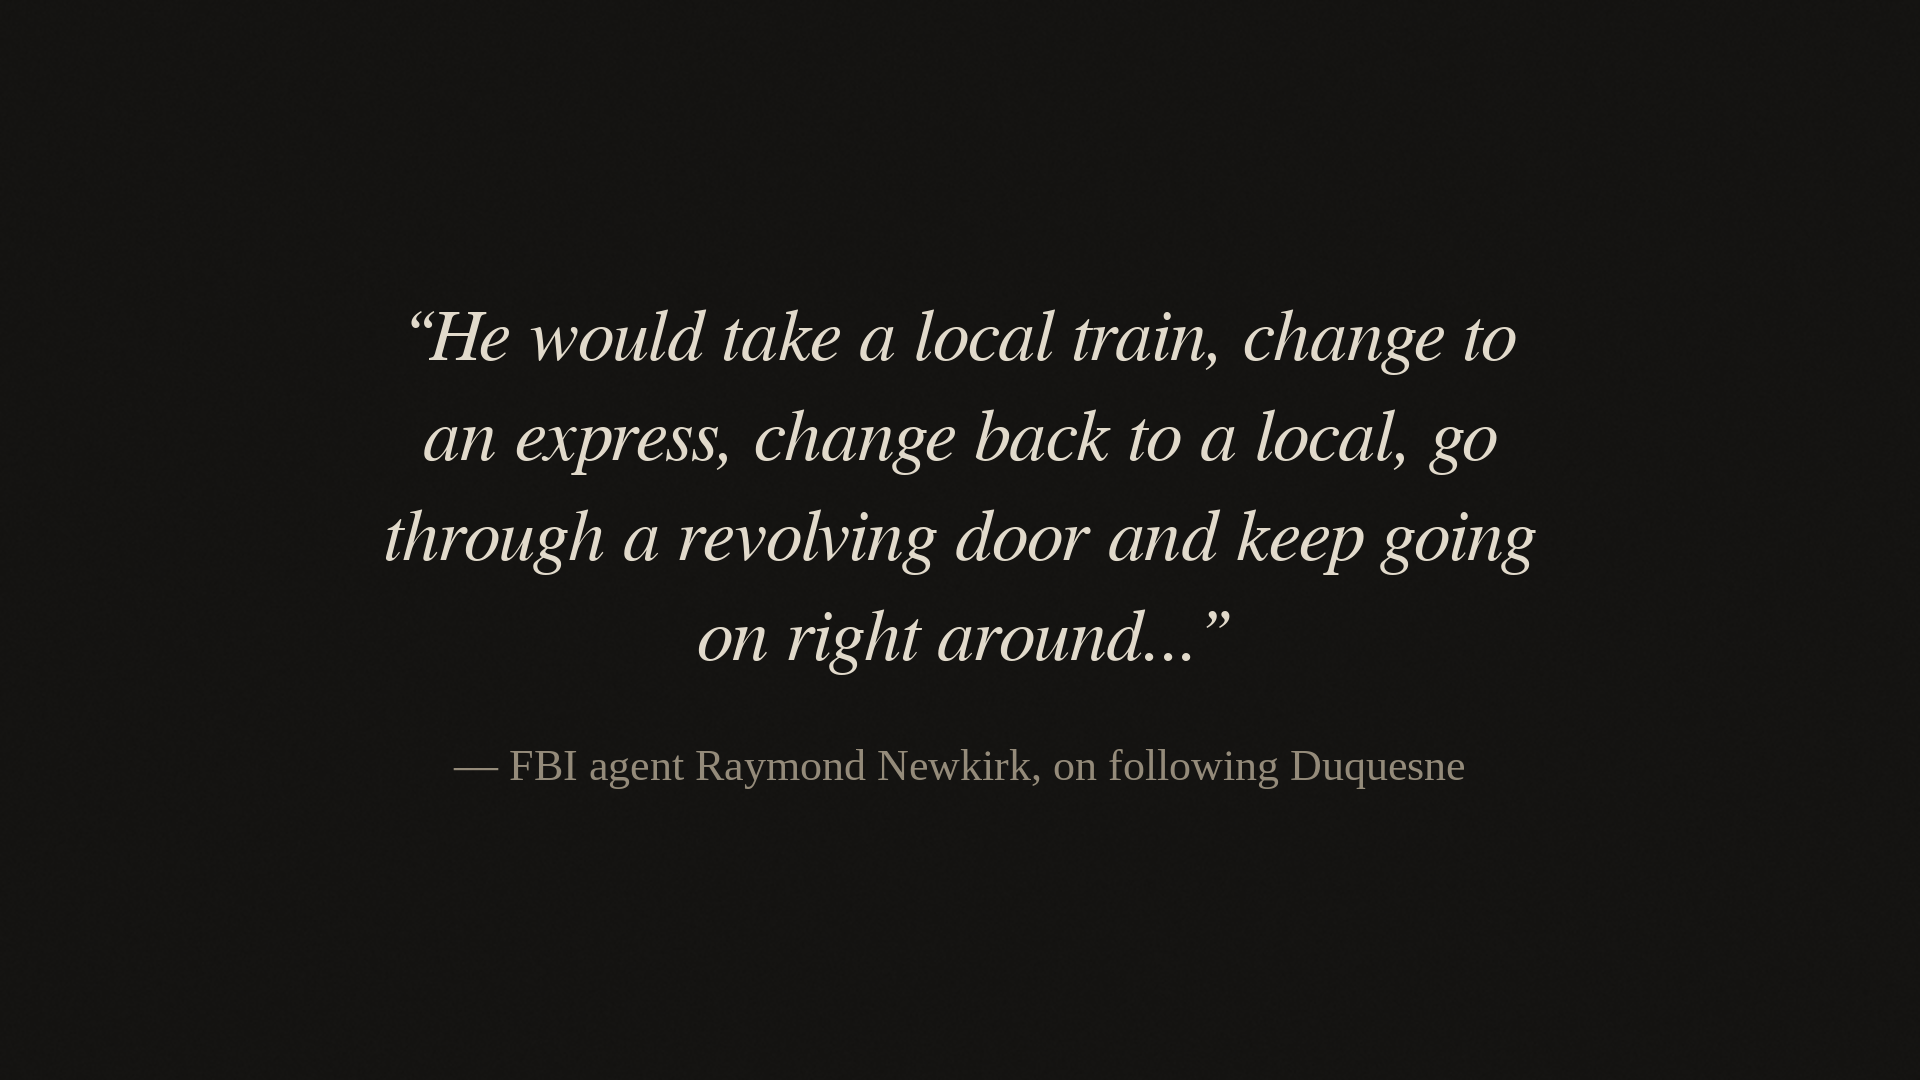 “He would take a local train, change to
an express, change back to a local, go
through a revolving door and keep going
on right around...”
— FBI agent Raymond Newkirk, on following Duquesne